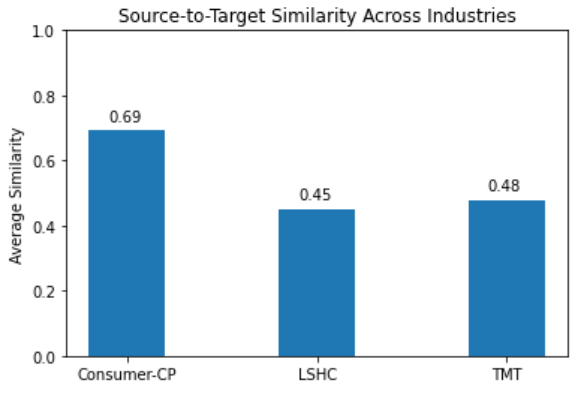 Source-to-Target Similarity Across Industries
1.0
0.8
0.6
0.4
0.2
0.0
Average Similarity
0.69
0.45
0.48
Consumer-CP
LSHC
TMT